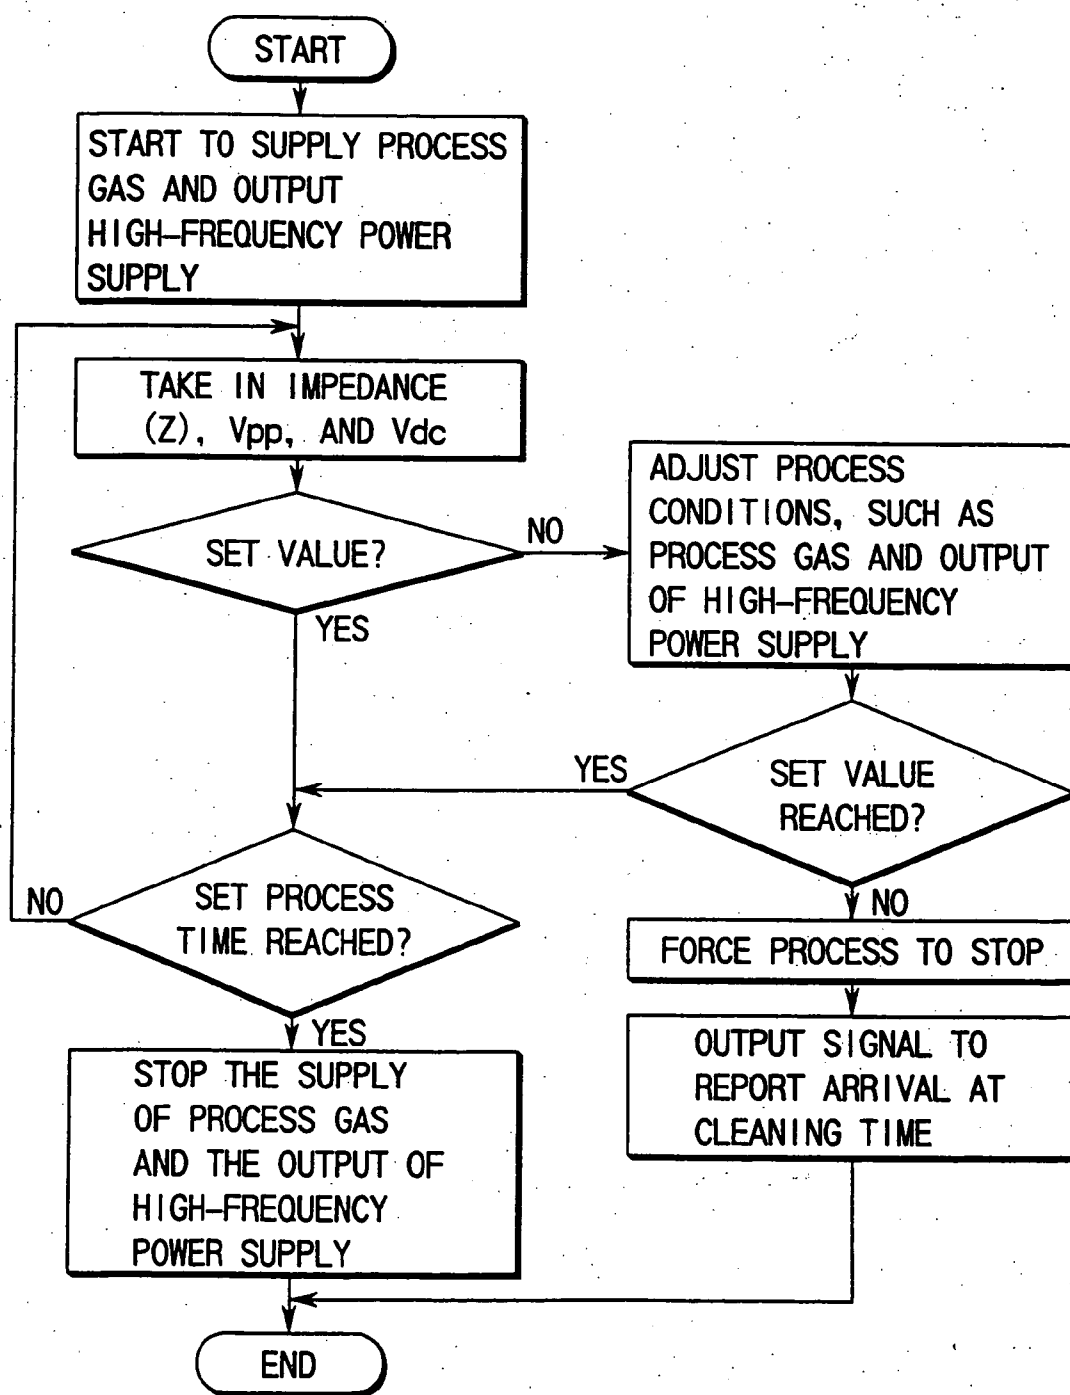 START
START TO SUPPLY PROCESS
GAS AND OUTPUT
HIGH-FREQUENCY POWER
SUPPLY
TAKE IN IMPEDANCE
(Z), Vpp, AND Vdc
SET VALUE?
NO
YES
ADJUST PROCESS
CONDITIONS, SUCH AS
PROCESS GAS AND OUTPUT
OF HIGH-FREQUENCY
POWER SUPPLY
SET VALUE
REACHED?
YES
NO
FORCE PROCESS TO STOP
OUTPUT SIGNAL TO
REPORT ARRIVAL AT
CLEANING TIME
SET PROCESS
TIME REACHED?
NO
YES
STOP THE SUPPLY
OF PROCESS GAS
AND THE OUTPUT OF
HIGH-FREQUENCY
POWER SUPPLY
END